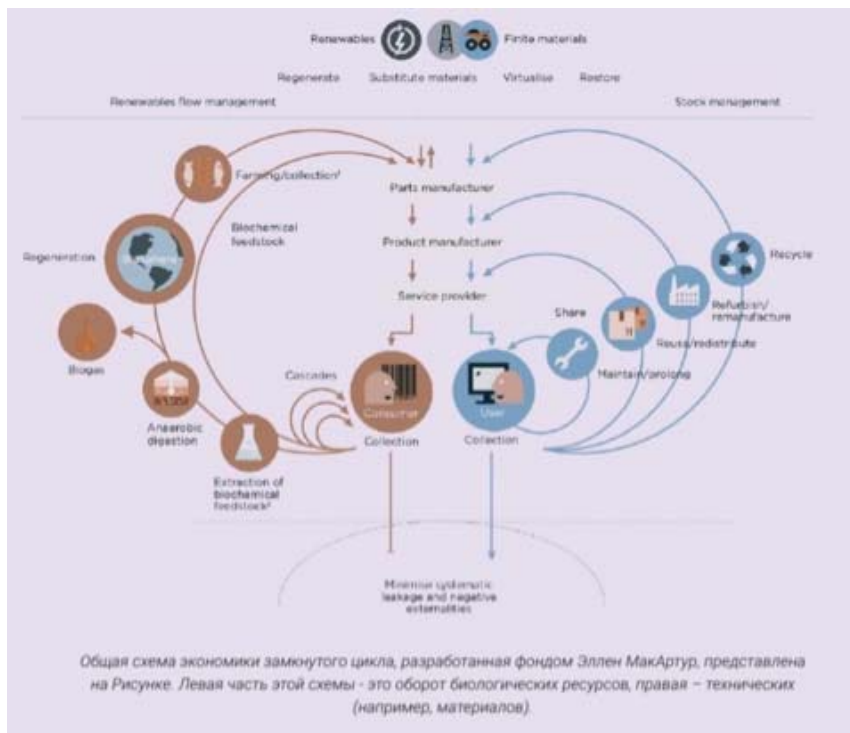 Renewables
Finite materials
Regenerate Substitute materials Virtualise Restore
Renewables flow management
Stock management
Farming/collection¹
Parts manufacturer
Biochemical
feedstock
Regeneration
Product manufacturer
Recycle
Service provider
Share
Refurbish/
remanufacture
Reuse/redistribute
Biogas
Cascades
Maintain/prolong
Consumer
User
Anaerobic
digestion
Collection
Collection
Extraction of
biochemical
feedstock²
Minimise systematic
leakage and negative
externalities
Общая схема экономики замкнутого цикла, разработанная фондом Эллен МакАртур, представлена
на Рисунке. Левая часть этой схемы - это оборот биологических ресурсов, правая – технических
(например, материалов).